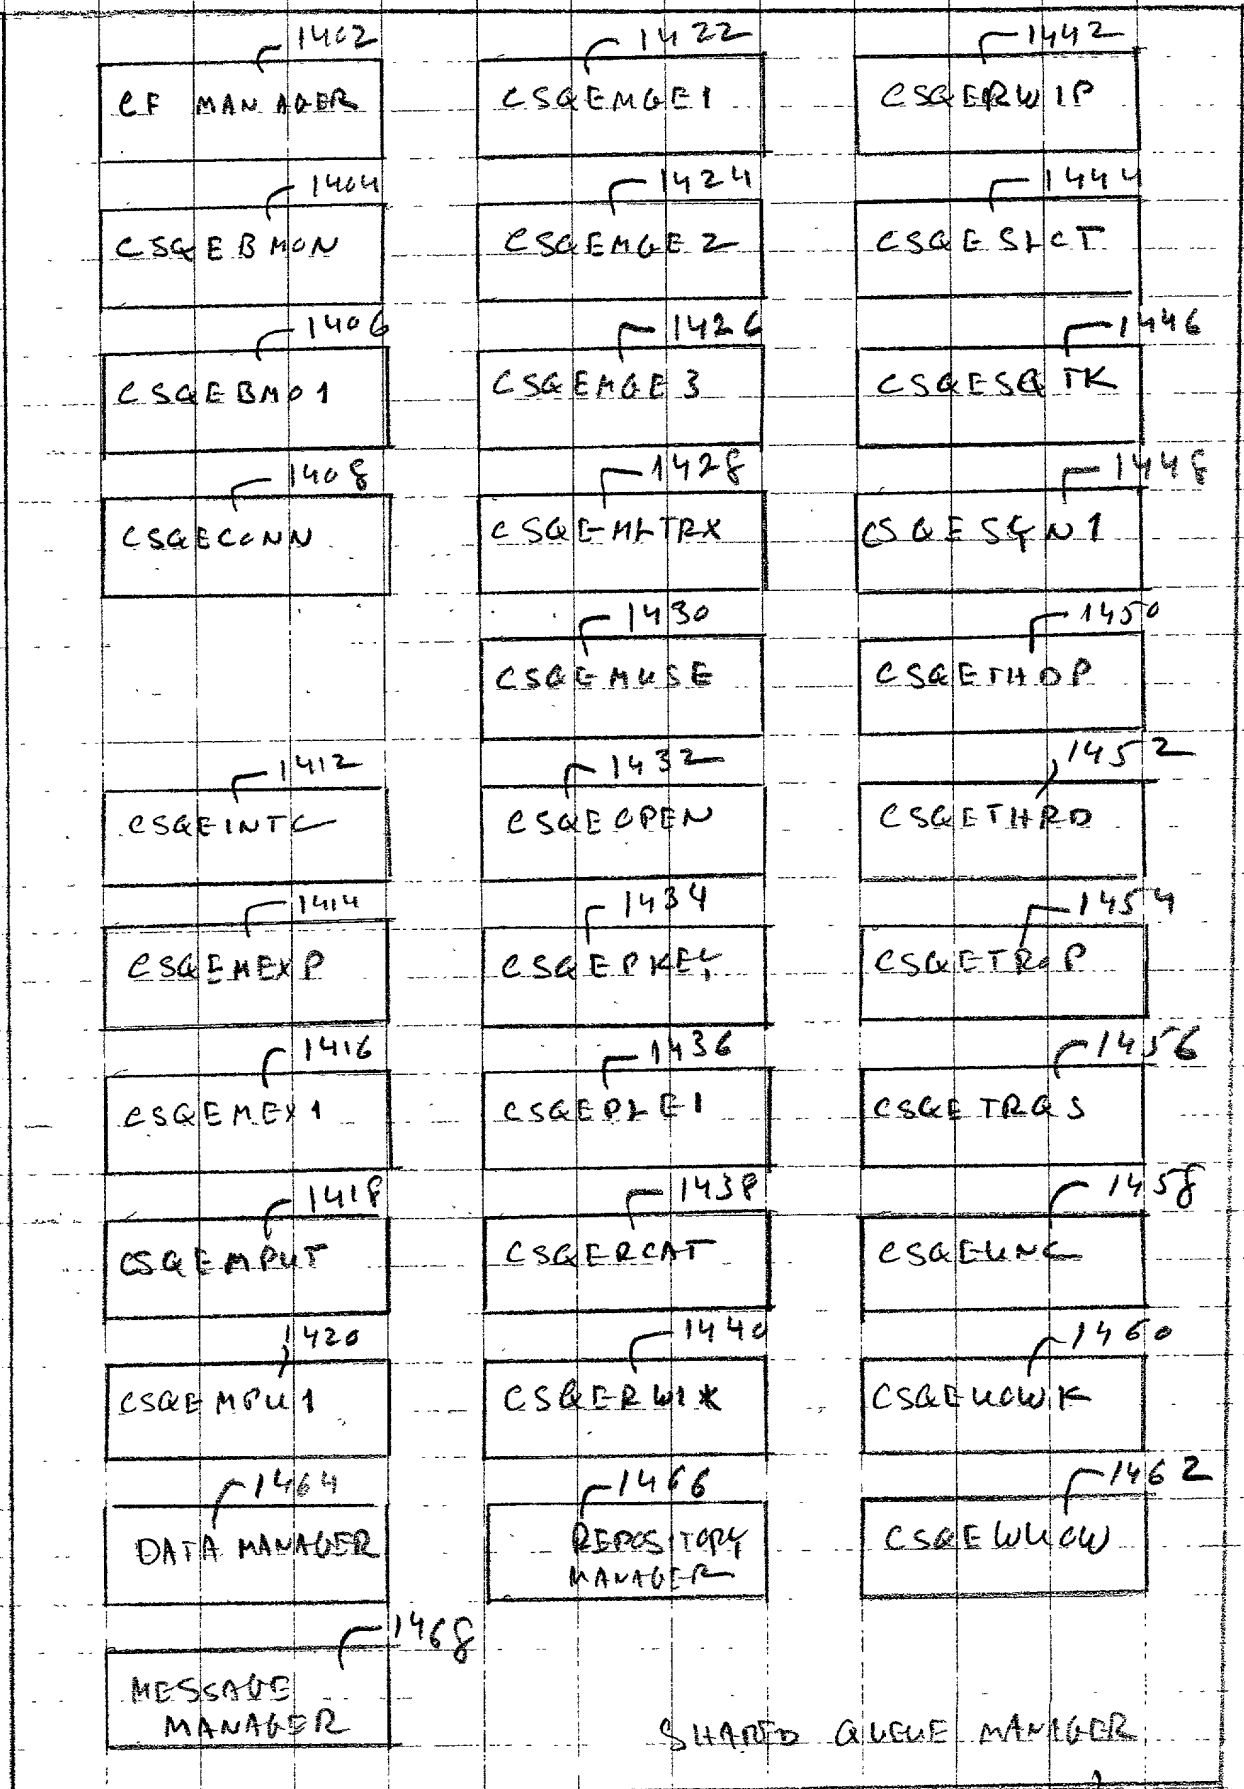 1402
CF MANAGER
1422
CSQEMGE1
1442
CSQERWIP
1404
CSQEBMON
1424
CSQEMGE2
1444
CSQESLCT
1406
CSQEBMO1
1426
CSQEMGE3
1446
CSQESQTK
1408
CSQECONN
1428
CSQEMLTRX
1448
CSQESYN1
1430
CSQEMUSE
1450
CSQETHDP
1412
CSQEINTC
1432
CSQEOPEN
1452
CSQETHRD
1414
CSQEMEXP
1434
CSQEPKEY
1454
CSQETROP
1416
CSQEMEX1
1436
CSQEPLE1
1456
CSQETRQS
1418
CSQEMPUT
1438
CSQERCAT
1458
CSQEUNC
1420
CSQEMPU1
1440
CSQERWIX
1460
CSQEUOWK
1464
DATA MANAGER
1466
REPOSITORY
MANAGER
1462
CSQEWUOW
1468
MESSAGE
MANAGER
SHARED QUEUE MANAGER